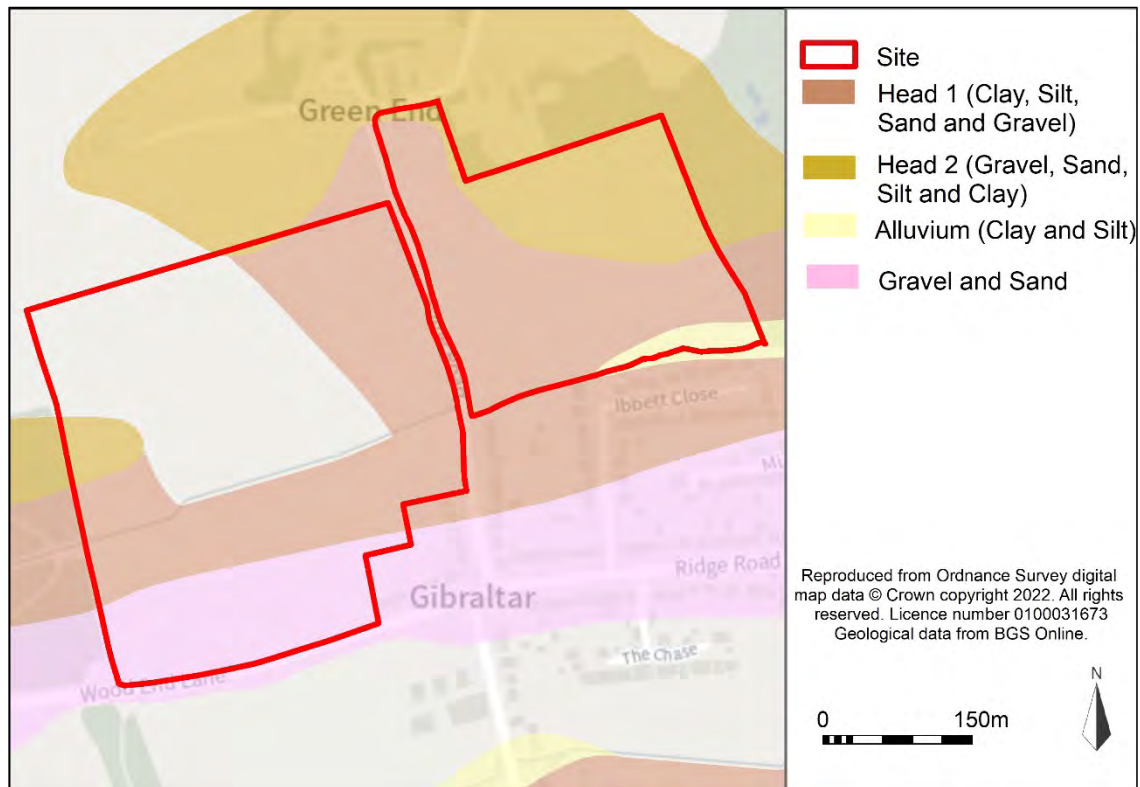 Green End
Ibbett Close
Mi
Ridge Road
Gibraltar
The Chase
Wood End Lane
Site
Head 1 (Clay, Silt,
Sand and Gravel)
Head 2 (Gravel, Sand,
Silt and Clay)
Alluvium (Clay and Silt)
Gravel and Sand
Reproduced from Ordnance Survey digital
map data © Crown copyright 2022. All rights
reserved. Licence number 0100031673
Geological data from BGS Online.
N
0 150m